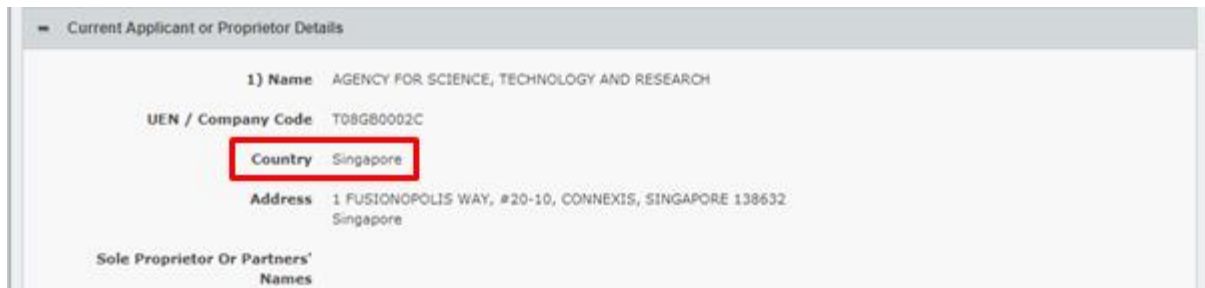 Current Applicant or Proprietor Details
1) Name AGENCY FOR SCIENCE, TECHNOLOGY AND RESEARCH
UEN / Company Code T08GB0002C
Country Singapore
Address 1 FUSIONOPOLIS WAY, #20-10, CONNEXIS, SINGAPORE 138632
Singapore
Sole Proprietor Or Partners'
Names